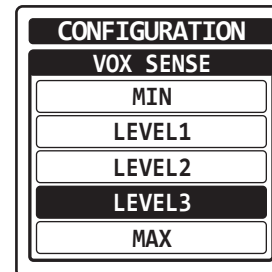 CONFIGURATION
VOX SENSE
MIN
LEVEL1
LEVEL2
LEVEL3
MAX